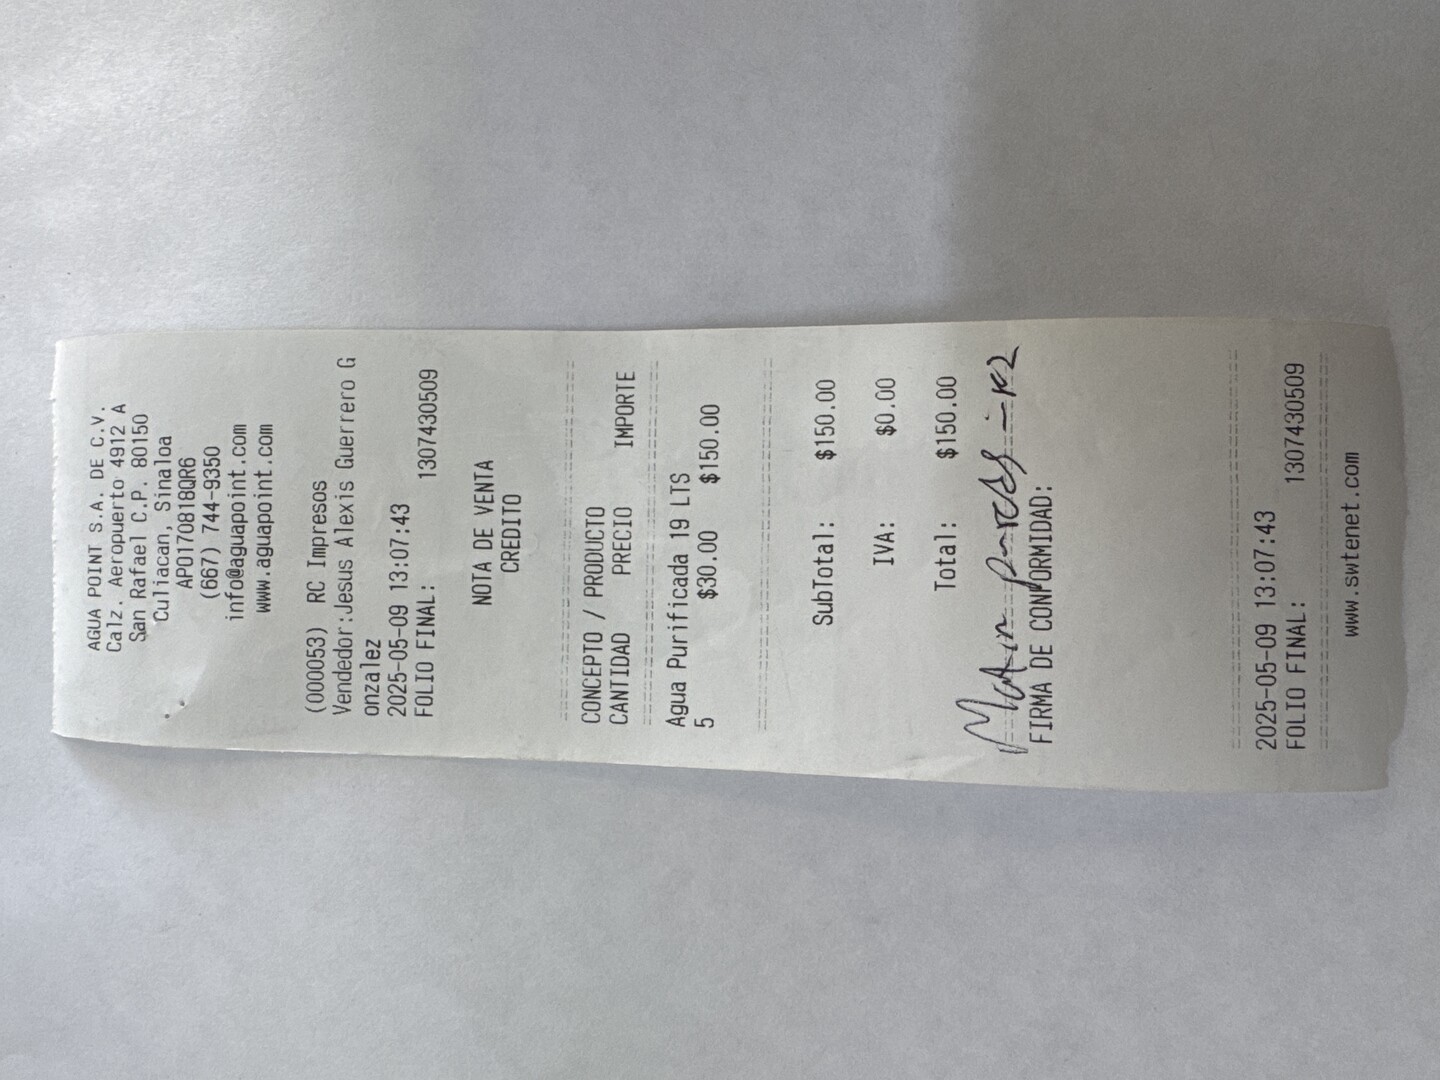 AGUA POINT S.A. DE C.V.
Calz. Aeropuerto 4912 A
San Rafael C.P. 80150
Culiacan, Sinaloa
APO170818QR6
(667) 744-9350
info@aguapoint.com
www.aguapoint.com
(000053) RC Impresos
Vendedor:Jesus Alexis Guerrero G
onzalez
2025-05-09 13:07:43
FOLIO FINAL: 1307430509
NOTA DE VENTA
CREDITO
CONCEPTO / PRODUCTO
CANTIDAD PRECIO IMPORTE
Agua Purificada 19 LTS
5 $30.00 $150.00
SubTotal: $150.00
IVA: $0.00
Total: $150.00
FIRMA DE CONFORMIDAD:
2025-05-09 13:07:43
FOLIO FINAL: 1307430509
www.swtenet.com